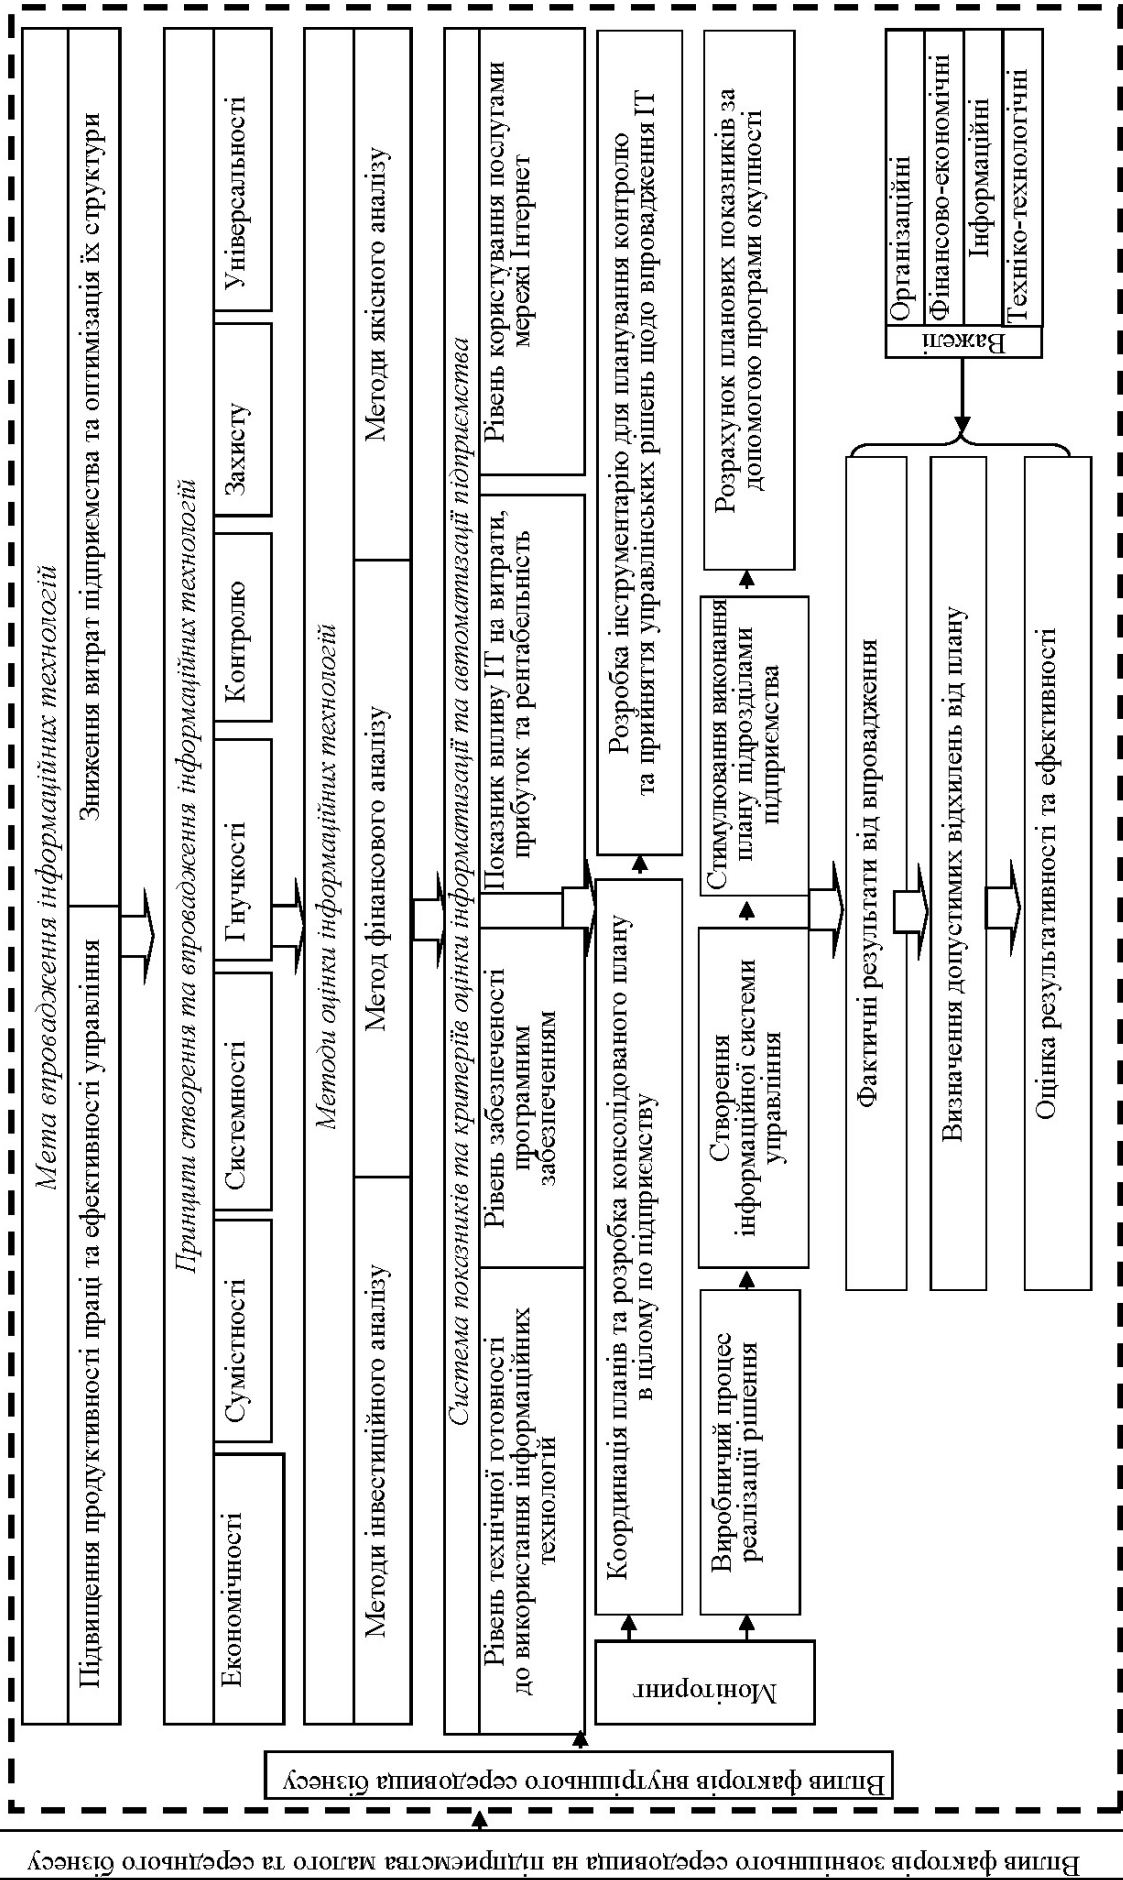 Вплив факторів зовнішнього середовища на підприємства малого та середнього бізнесу
Вплив факторів внутрішнього середовища бізнесу
Мета впровадження інформаційних технологій
Підвищення продуктивності праці та ефективності управління
Зниження витрат підприємства та оптимізація їх структури
Принципи створення та впровадження інформаційних технологій
Економічності
Сумістності
Системності
Гнучкості
Контролю
Захисту
Універсальності
Методи оцінки інформаційних технологій
Методи інвестиційного аналізу
Метод фінансового аналізу
Методи якісного аналізу
Система показників та критеріїв оцінки інформатизації та автоматизації підприємства
Рівень технічної готовності
до використання інформаційних
технологій
Рівень забезпеченості
програмним
забезпеченням
Показник впливу ІТ на витрати,
прибуток та рентабельність
Рівень користування послугами
мережі Інтернет
Моніторинг
Координація планів та розробка консолідованого плану
в цілому по підприємству
Розробка інструментарію для планування контролю
та прийняття управлінських рішень щодо впровадження ІТ
Виробничий процес
реалізації рішення
Створення
інформаційної системи
управління
Стимулювання виконання
плану підрозділами
підприємства
Розрахунок планових показників за
допомогою програми окупності
Фактичні результати від впровадження
Визначення допустимих відхилень від плану
Оцінка результативності та ефективності
Важелі
Організаційні
Фінансово-економічні
Інформаційні
Техніко-технологічні